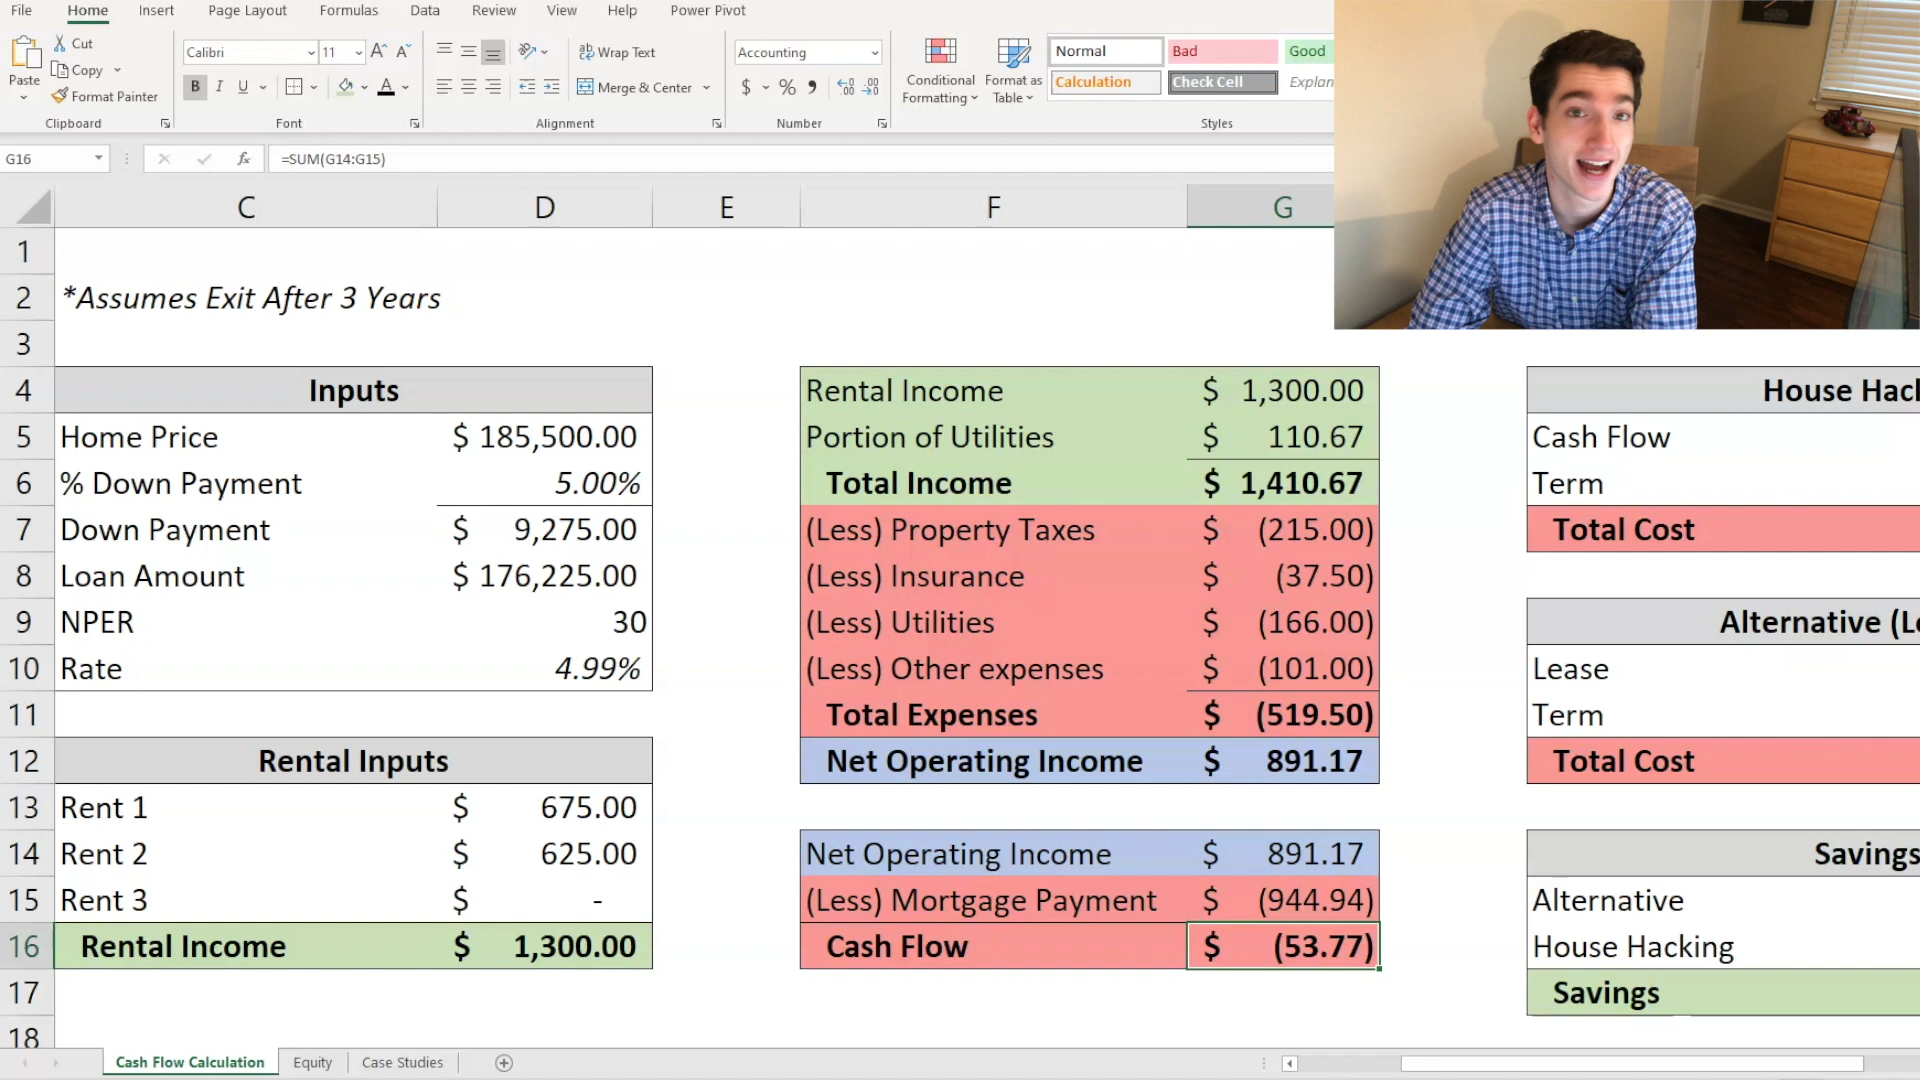 File Home Insert Page Layout Formulas Data Review View Help Power Pivot
Paste
Cut
Copy
Format Painter
Clipboard
Calibri 11
B I U
Font
Wrap Text
Merge & Center
Alignment
Accounting
$ % ,
Number
Conditional Formatting
Format as Table
Normal Bad Good
Calculation Check Cell Explan
Styles
G16 fx =SUM(G14:G15)
C D E F G
1
2 *Assumes Exit After 3 Years
3
4 Inputs Rental Income $ 1,300.00 House Hac
5 Home Price $ 185,500.00 Portion of Utilities $ 110.67 Cash Flow
6 % Down Payment 5.00% Total Income $ 1,410.67 Term
7 Down Payment $ 9,275.00 (Less) Property Taxes $ (215.00) Total Cost
8 Loan Amount $ 176,225.00 (Less) Insurance $ (37.50)
9 NPER 30 (Less) Utilities $ (166.00) Alternative (L
10 Rate 4.99% (Less) Other expenses $ (101.00) Lease
11 Total Expenses $ (519.50) Term
12 Rental Inputs Net Operating Income $ 891.17 Total Cost
13 Rent 1 $ 675.00
14 Rent 2 $ 625.00 Net Operating Income $ 891.17 Savings
15 Rent 3 $ - (Less) Mortgage Payment $ (944.94) Alternative
16 Rental Income $ 1,300.00 Cash Flow $ (53.77) House Hacking
17 Savings
18
Cash Flow Calculation Equity Case Studies